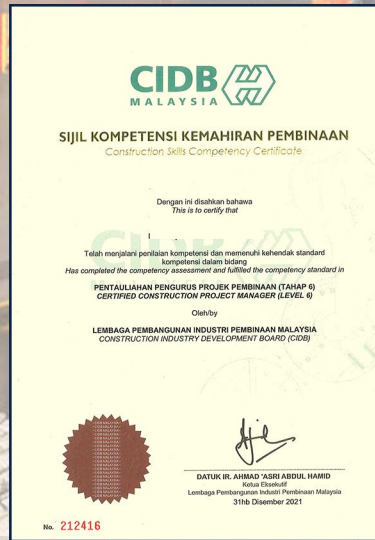 CIDB
MALAYSIA
SIJIL KOMPETENSI KEMAHIRAN PEMBINAAN
Construction Skills Competency Certificate
Dengan ini disahkan bahawa
This is to certify that
Telah menjalani penilaian kompetensi dan memenuhi kehendak standard
kompetensi dalam bidang
Has completed the competency assessment and fulfilled the competency standard in
PENTAULIAHAN PENGURUS PROJEK PEMBINAAN (TAHAP 6)
CERTIFIED CONSTRUCTION PROJECT MANAGER (LEVEL 6)
Oleh/by
LEMBAGA PEMBANGUNAN INDUSTRI PEMBINAAN MALAYSIA
CONSTRUCTION INDUSTRY DEVELOPMENT BOARD (CIDB)
DATUK IR. AHMAD 'ASRI ABDUL HAMID
Ketua Eksekutif
Lembaga Pembangunan Industri Pembinaan Malaysia
31hb Disember 2021
No. 212416